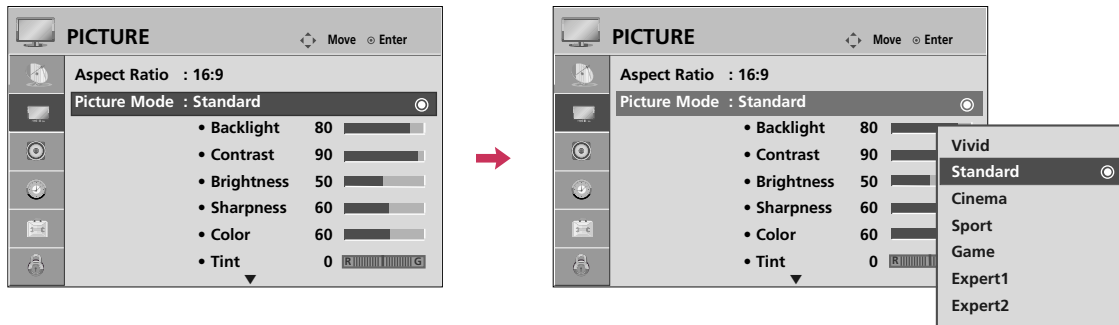 PICTURE Move Enter
Aspect Ratio : 16:9
Picture Mode : Standard
• Backlight 80
• Contrast 90
• Brightness 50
• Sharpness 60
• Color 60
• Tint 0 R G
PICTURE Move Enter
Aspect Ratio : 16:9
Picture Mode : Standard
• Backlight 80
• Contrast 90
• Brightness 50
• Sharpness 60
• Color 60
• Tint 0 R
Vivid
Standard
Cinema
Sport
Game
Expert1
Expert2